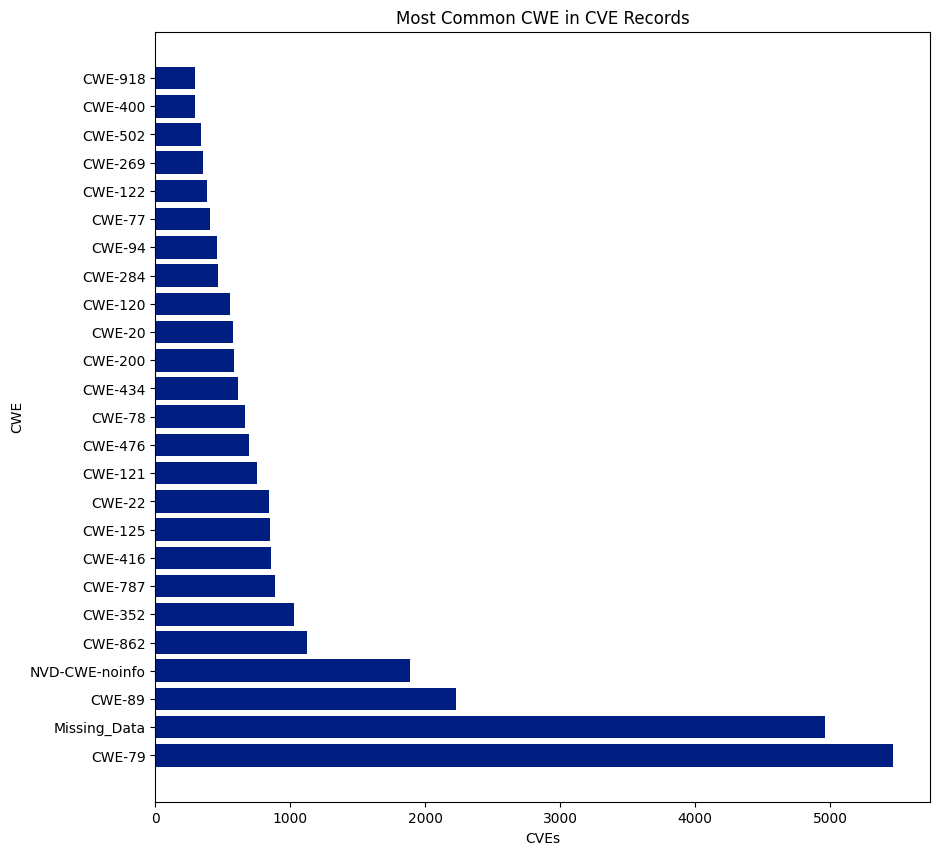 Most Common CWE in CVE Records
CWE
CWE-918
CWE-400
CWE-502
CWE-269
CWE-122
CWE-77
CWE-94
CWE-284
CWE-120
CWE-20
CWE-200
CWE-434
CWE-78
CWE-476
CWE-121
CWE-22
CWE-125
CWE-416
CWE-787
CWE-352
CWE-862
NVD-CWE-noinfo
CWE-89
Missing_Data
CWE-79
0 1000 2000 3000 4000 5000
CVEs